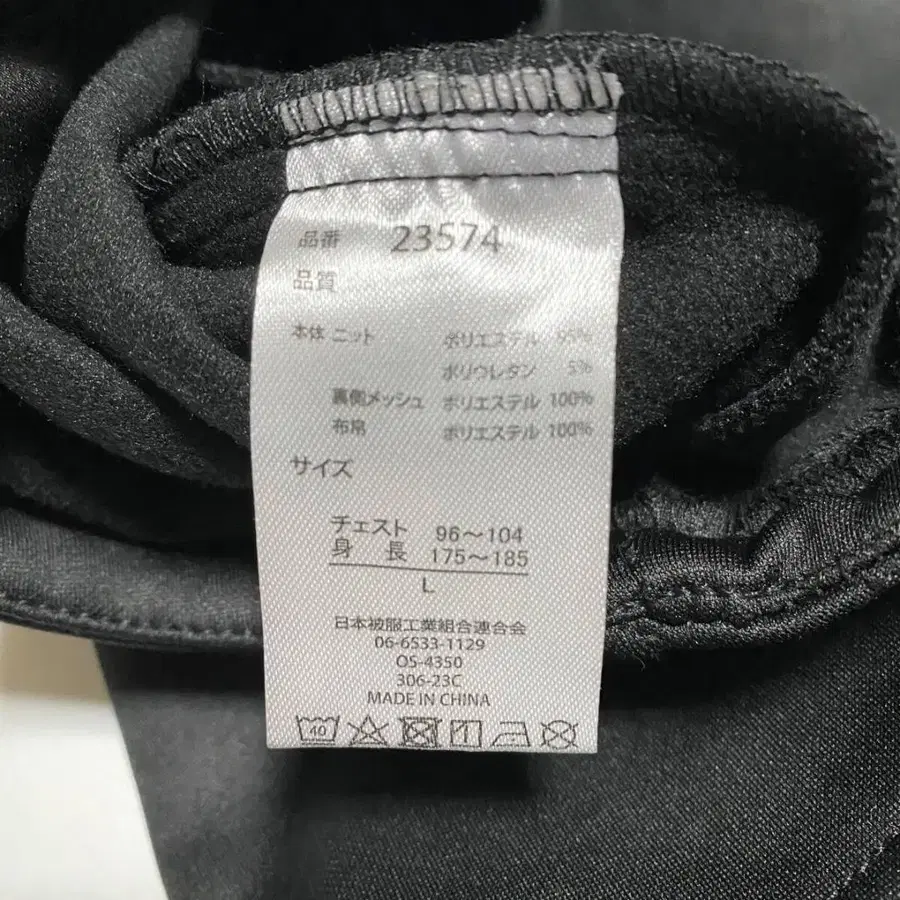 品番 23574
品質
本体 ニット ポリエステル 95%
ポリウレタン 5%
裏側メッシュ ポリエステル 100%
布帛 ポリエステル 100%
サイズ
チェスト 96～104
身長 175～185
L
日本被服工業組合連合会
06-6533-1129
OS-4350
306-23C
MADE IN CHINA
40